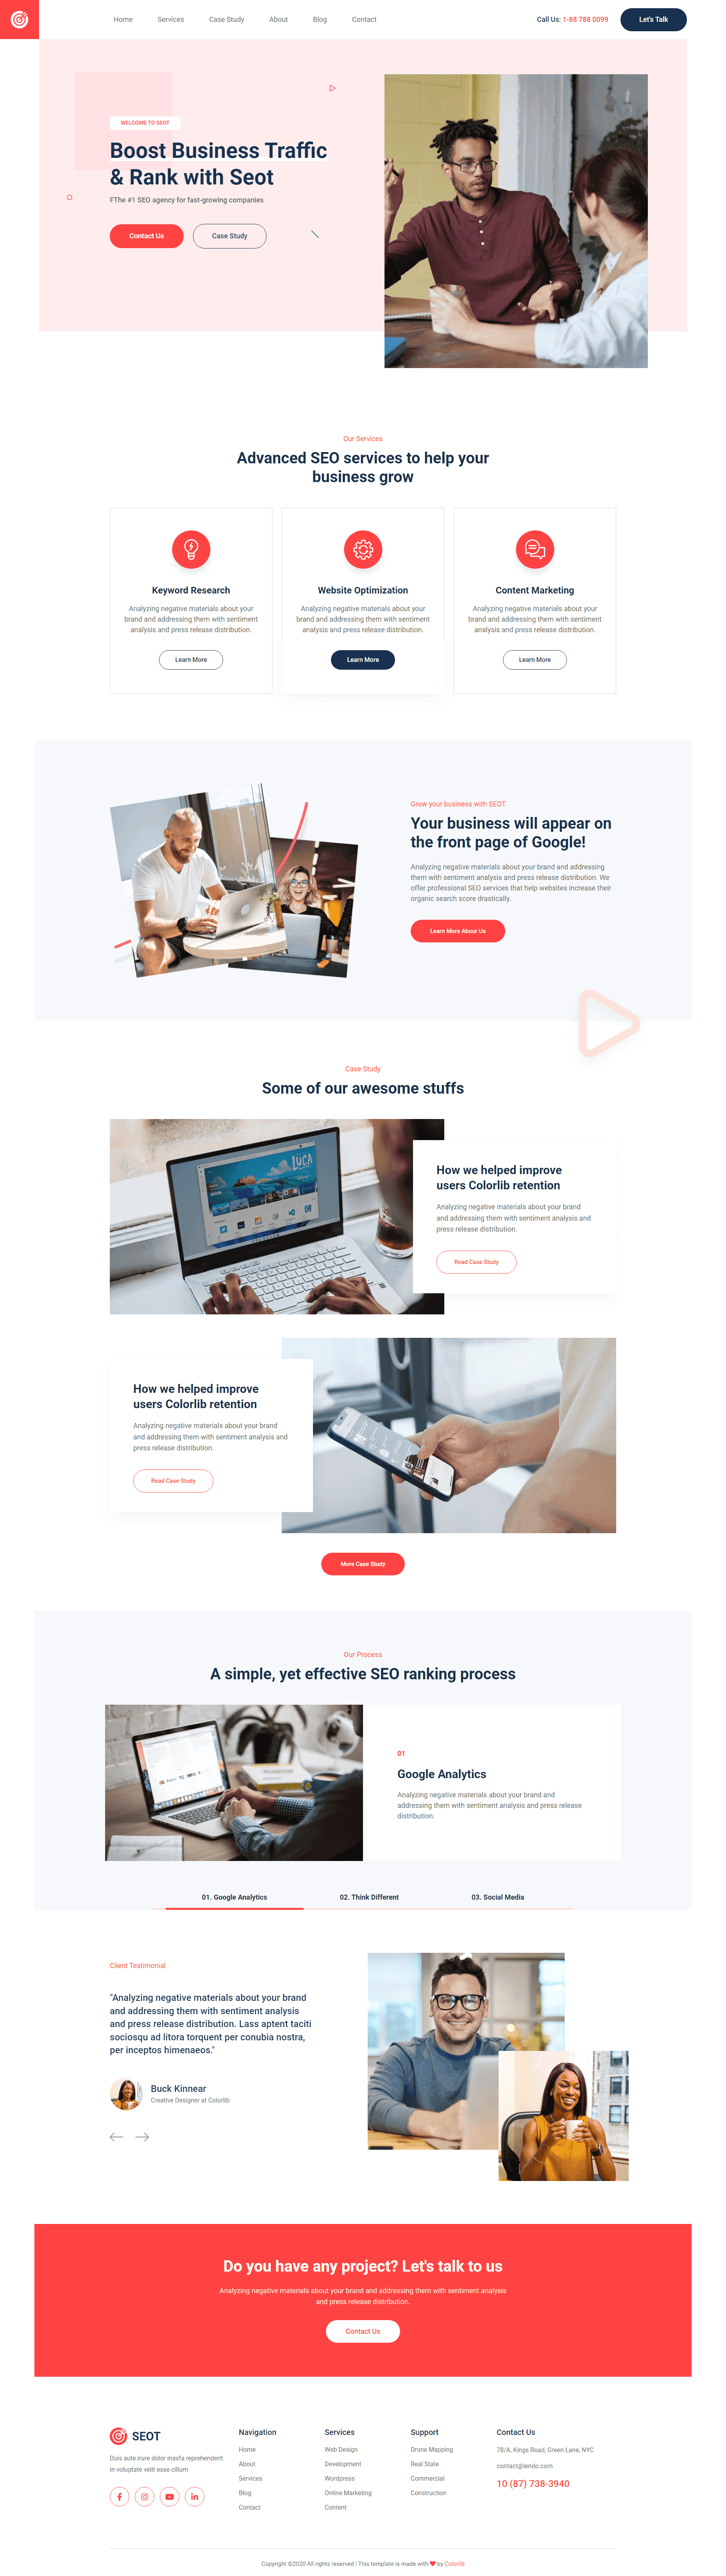 Home Services Case Study About Blog Contact Call Us: 1-88 788 0099 Let's Talk
WELCOME TO SEOT
Boost Business Traffic
& Rank with Seot
FThe #1 SEO agency for fast-growing companies
Contact Us Case Study
Our Services
Advanced SEO services to help your
business grow
Keyword Research
Analyzing negative materials about your
brand and addressing them with sentiment
analysis and press release distribution.
Learn More
Website Optimization
Analyzing negative materials about your
brand and addressing them with sentiment
analysis and press release distribution.
Learn More
Content Marketing
Analyzing negative materials about your
brand and addressing them with sentiment
analysis and press release distribution.
Learn More
Grow your business with SEOT
Your business will appear on
the front page of Google!
Analyzing negative materials about your brand and addressing
them with sentiment analysis and press release distribution. We
offer professional SEO services that help websites increase their
organic search score drastically.
Learn More Abour Us
Case Study
Some of our awesome stuffs
LUCA
How we helped improve
users Colorlib retention
Analyzing negative materials about your brand
and addressing them with sentiment analysis and
press release distribution.
Read Case Study
How we helped improve
users Colorlib retention
Analyzing negative materials about your brand
and addressing them with sentiment analysis and
press release distribution.
Read Case Study
More Case Study
Our Process
A simple, yet effective SEO ranking process
01
Google Analytics
Analyzing negative materials about your brand and
addressing them with sentiment analysis and press release
distribution.
01. Google Analytics 02. Think Different 03. Social Media
Client Testimonial
"Analyzing negative materials about your brand
and addressing them with sentiment analysis
and press release distribution. Lass aptent taciti
sociosqu ad litora torquent per conubia nostra,
per inceptos himenaeos."
Buck Kinnear
Creative Designer at Colorlib
Do you have any project? Let's talk to us
Analyzing negative materials about your brand and addressing them with sentiment analysis
and press release distribution.
Contact Us
SEOT
Duis aute irure dolor inasfa reprehenderit
in voluptate velit esse cillum
Navigation
Home
About
Services
Blog
Contact
Services
Web Design
Development
Wordpress
Online Marketing
Content
Support
Drone Mapping
Real State
Commercial
Construction
Contact Us
78/A, Kings Road, Green Lane, NYC
contact@lendo.com
10 (87) 738-3940
Copyright ©2020 All rights reserved | This template is made with ❤ by Colorlib